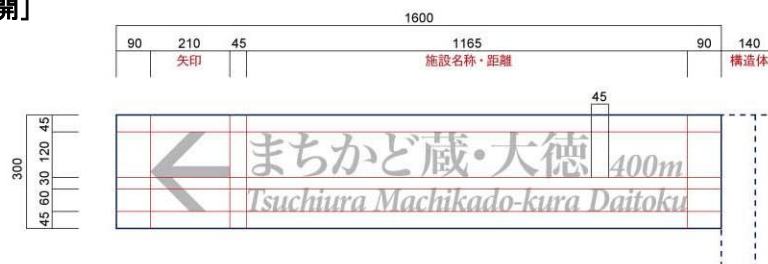 開」
1600
90 210 45 1165 90 140
矢印 施設名称・距離 構造体
45
300
45 120 30 60 45
まちかど蔵・大徳 400m
Tsuchiura Machikado-kura Daitoku